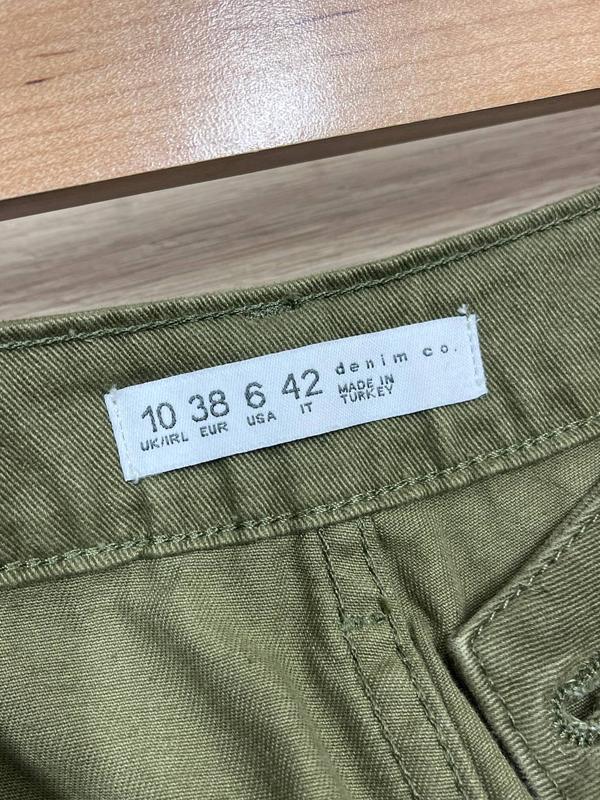 10 38 6 42 denim co.
UK/IRL EUR USA IT MADE IN
TURKEY